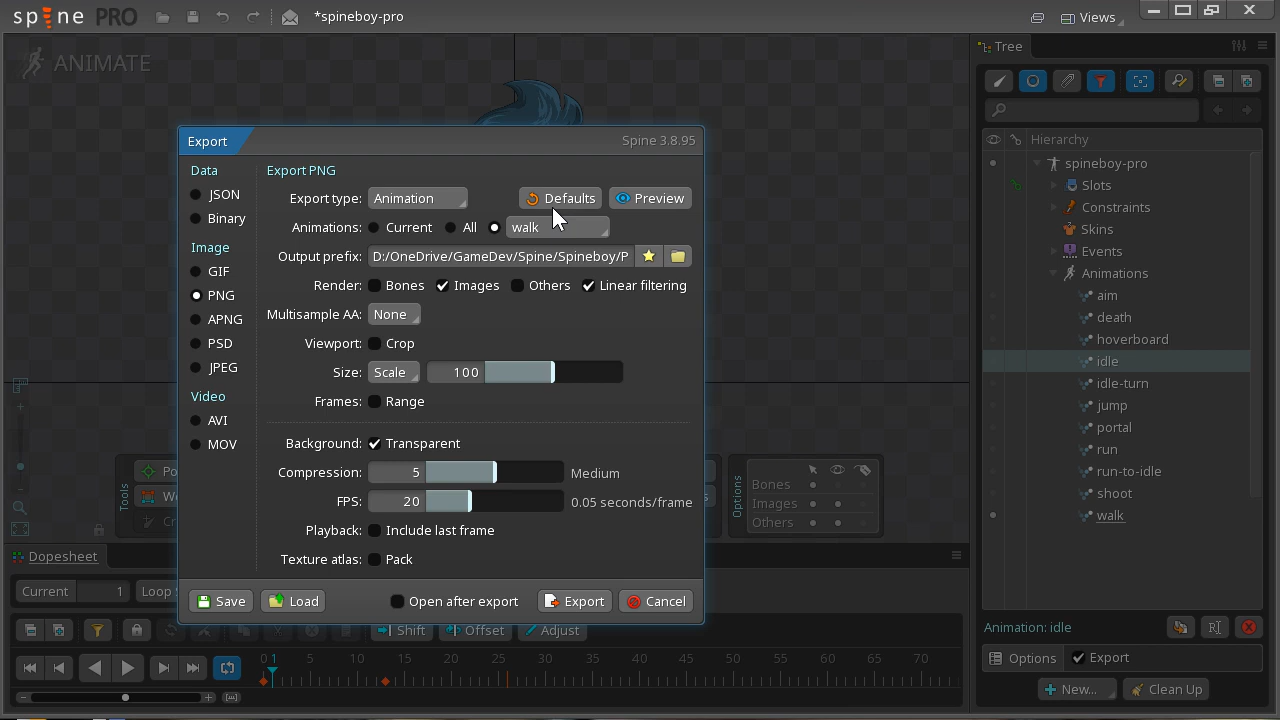 spine PRO
*spineboy-pro
Views
ANIMATE
Tree
Export
Spine 3.8.95
Data
JSON
Binary
Image
GIF
PNG
APNG
PSD
JPEG
Video
AVI
MOV
Export PNG
Export type: Animation Defaults Preview
Animations: Current All walk
Output prefix: D:/OneDrive/GameDev/Spine/Spineboy/P
Render: Bones Images Others Linear filtering
Multisample AA: None
Viewport: Crop
Size: Scale 100
Frames: Range
Background: Transparent
Compression: 5 Medium
FPS: 20 0.05 seconds/frame
Playback: Include last frame
Texture atlas: Pack
Save Load Open after export Export Cancel
Hierarchy
spineboy-pro
Slots
Constraints
Skins
Events
Animations
aim
death
hoverboard
idle
idle-turn
jump
portal
run
run-to-idle
shoot
walk
Tools
Options
Bones
Images
Others
Dopesheet
Current 1 Loop
Shift Offset Adjust
0 1 5 10 15 20 25 30 35 40 45 50 55 60 65 70
Animation: idle
Options Export
New... Clean Up